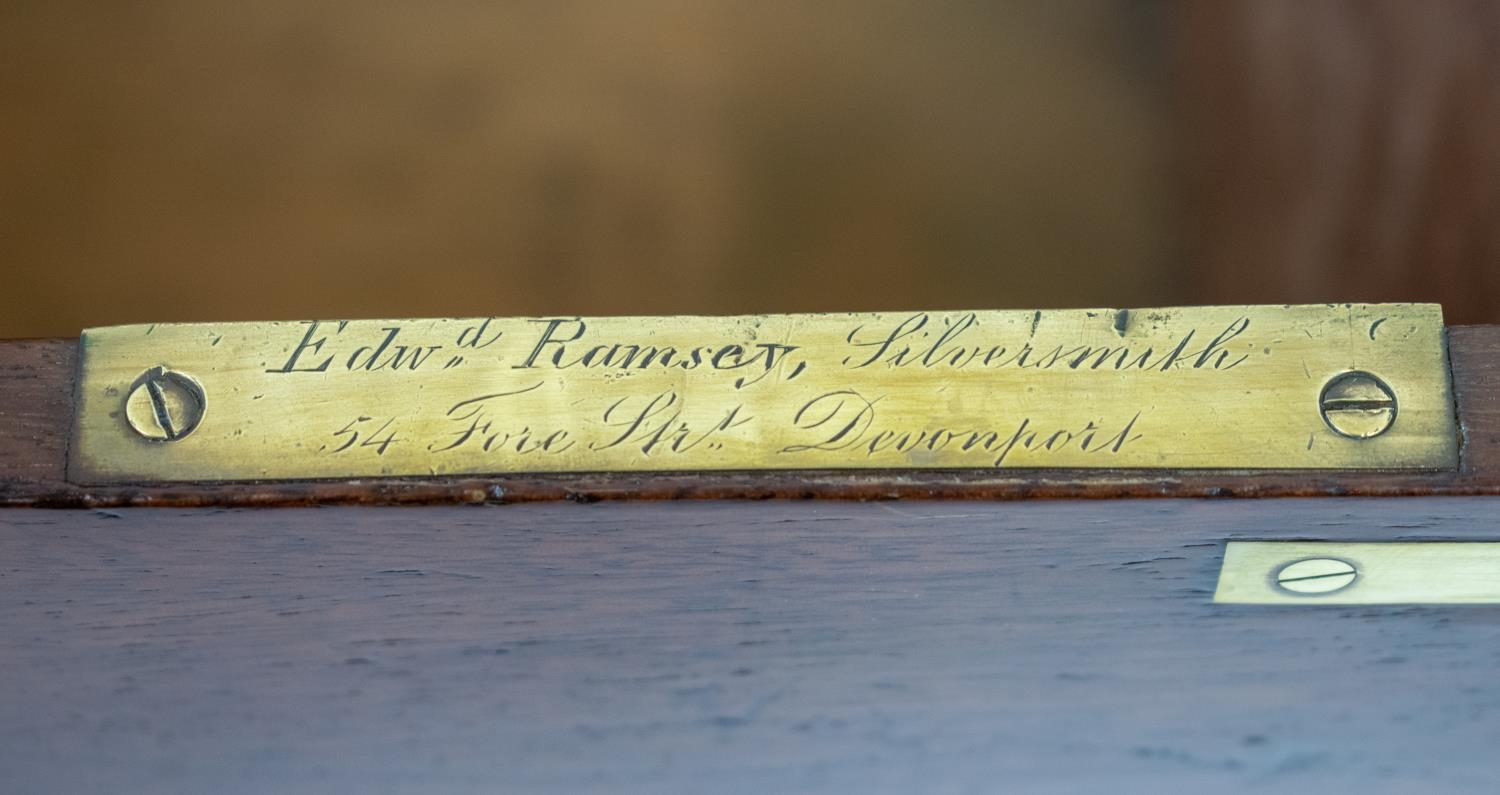 Edwd Ramsey, Silversmith
54 Fore Strt Devonport